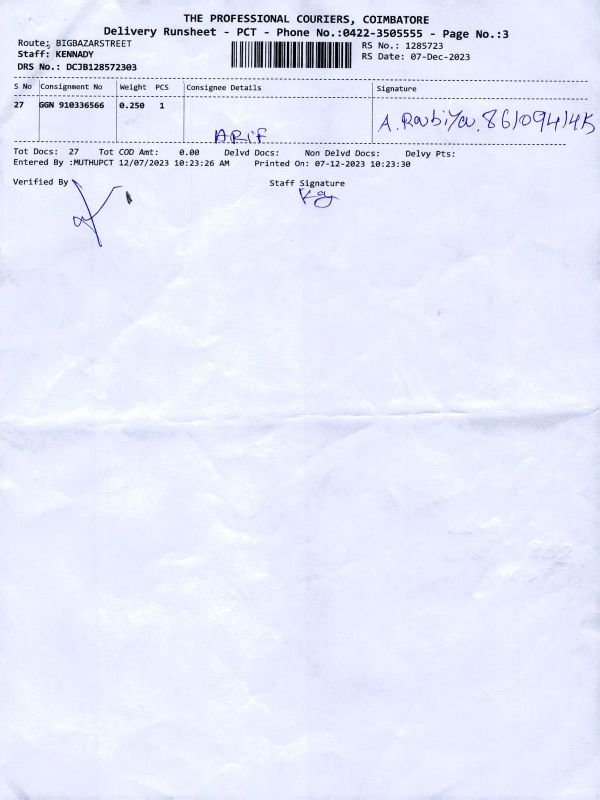 THE PROFESSIONAL COURIERS, COIMBATORE
Delivery Runsheet - PCT - Phone No.:0422-3505555 - Page No.:3
Route: BIGBAZARSTREET
RS No.: 1285723
Staff: KENNADY
RS Date: 07-Dec-2023
DRS No.: DCJB128572303
S No Consignment No Weight PCS Consignee Details Signature
27 GGN 910336566 0.250 1
ARIF
A. Rabiya.
Tot Docs: 27 Tot COD Amt: 0.00 Delvd Docs: Non Delvd Docs: Delvy Pts:
Entered By :MUTHUPCT 12/07/2023 10:23:26 AM Printed On: 07-12-2023 10:23:30
Verified By
Staff Signature